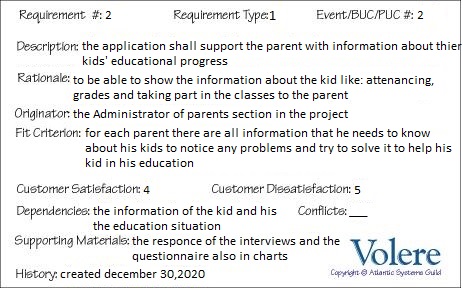 Requirement #: 2 Requirement Type:1 Event/BUC/PUC #: 2
Description: the application shall support the parent with information about thier
kids' educational progress
Rationale: to be able to show the information about the kid like: attenancing,
grades and taking part in the classes to the parent
Originator: the Administrator of parents section in the project
Fit Criterion: for each parent there are all information that he needs to know
about his kids to notice any problems and try to solve it to help his
kid in his education
Customer Satisfaction: 4 Customer Dissatisfaction: 5
Dependencies: the information of the kid and his Conflicts: ___
the education situation
Supporting Materials: the responce of the interviews and the
questionnaire also in charts
Volere
History: created december 30,2020
Copyright © Atlantic Systems Guild